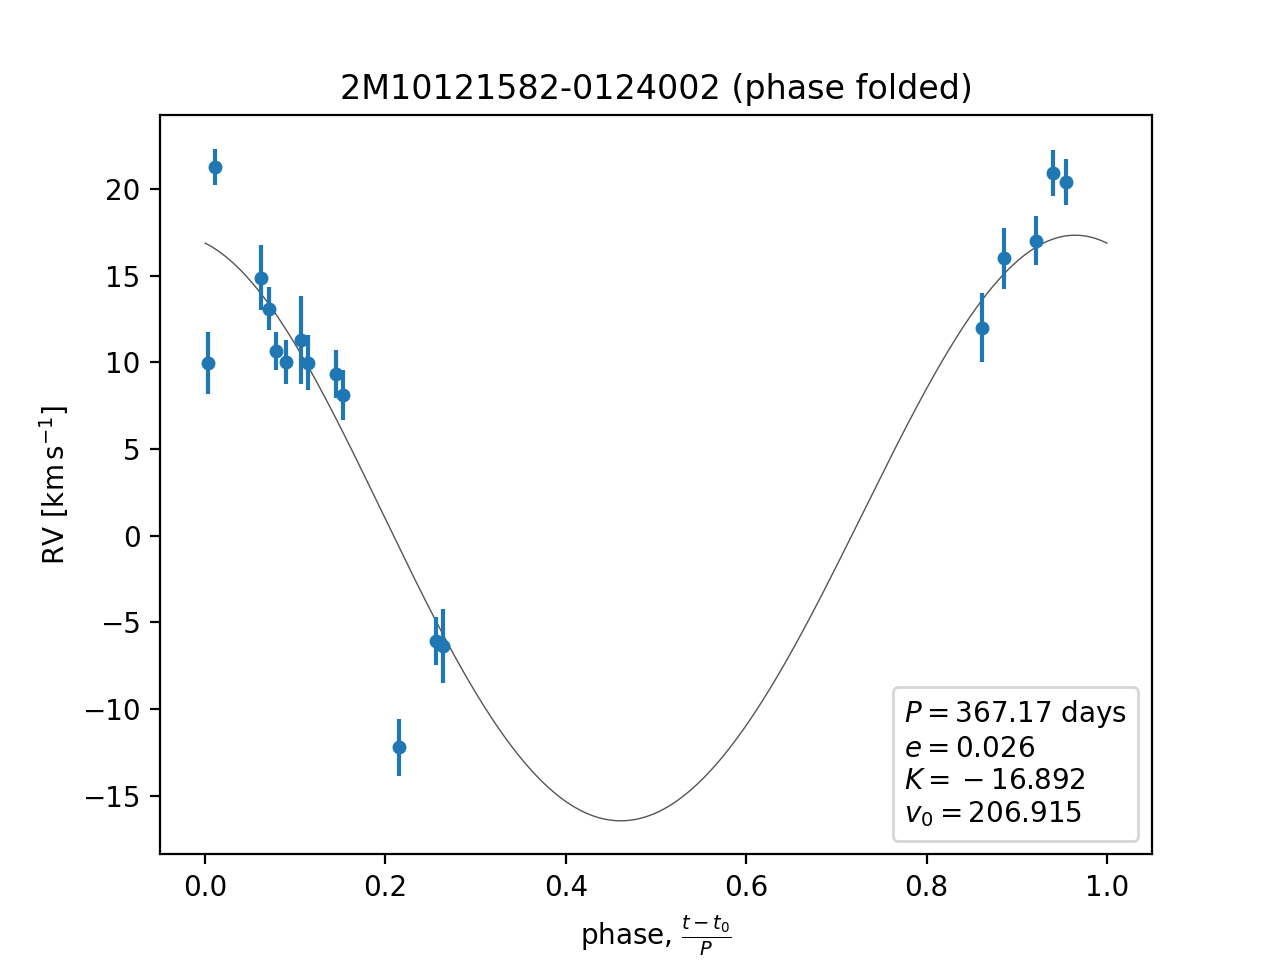 2M10121582-0124002 (phase folded)
RV [km s⁻¹]
20
15
10
5
0
−5
−10
−15
P = 367.17 days
e = 0.026
K = − 16.892
v₀ = 206.915
0.0 0.2 0.4 0.6 0.8 1.0
phase, (t − t₀)/P